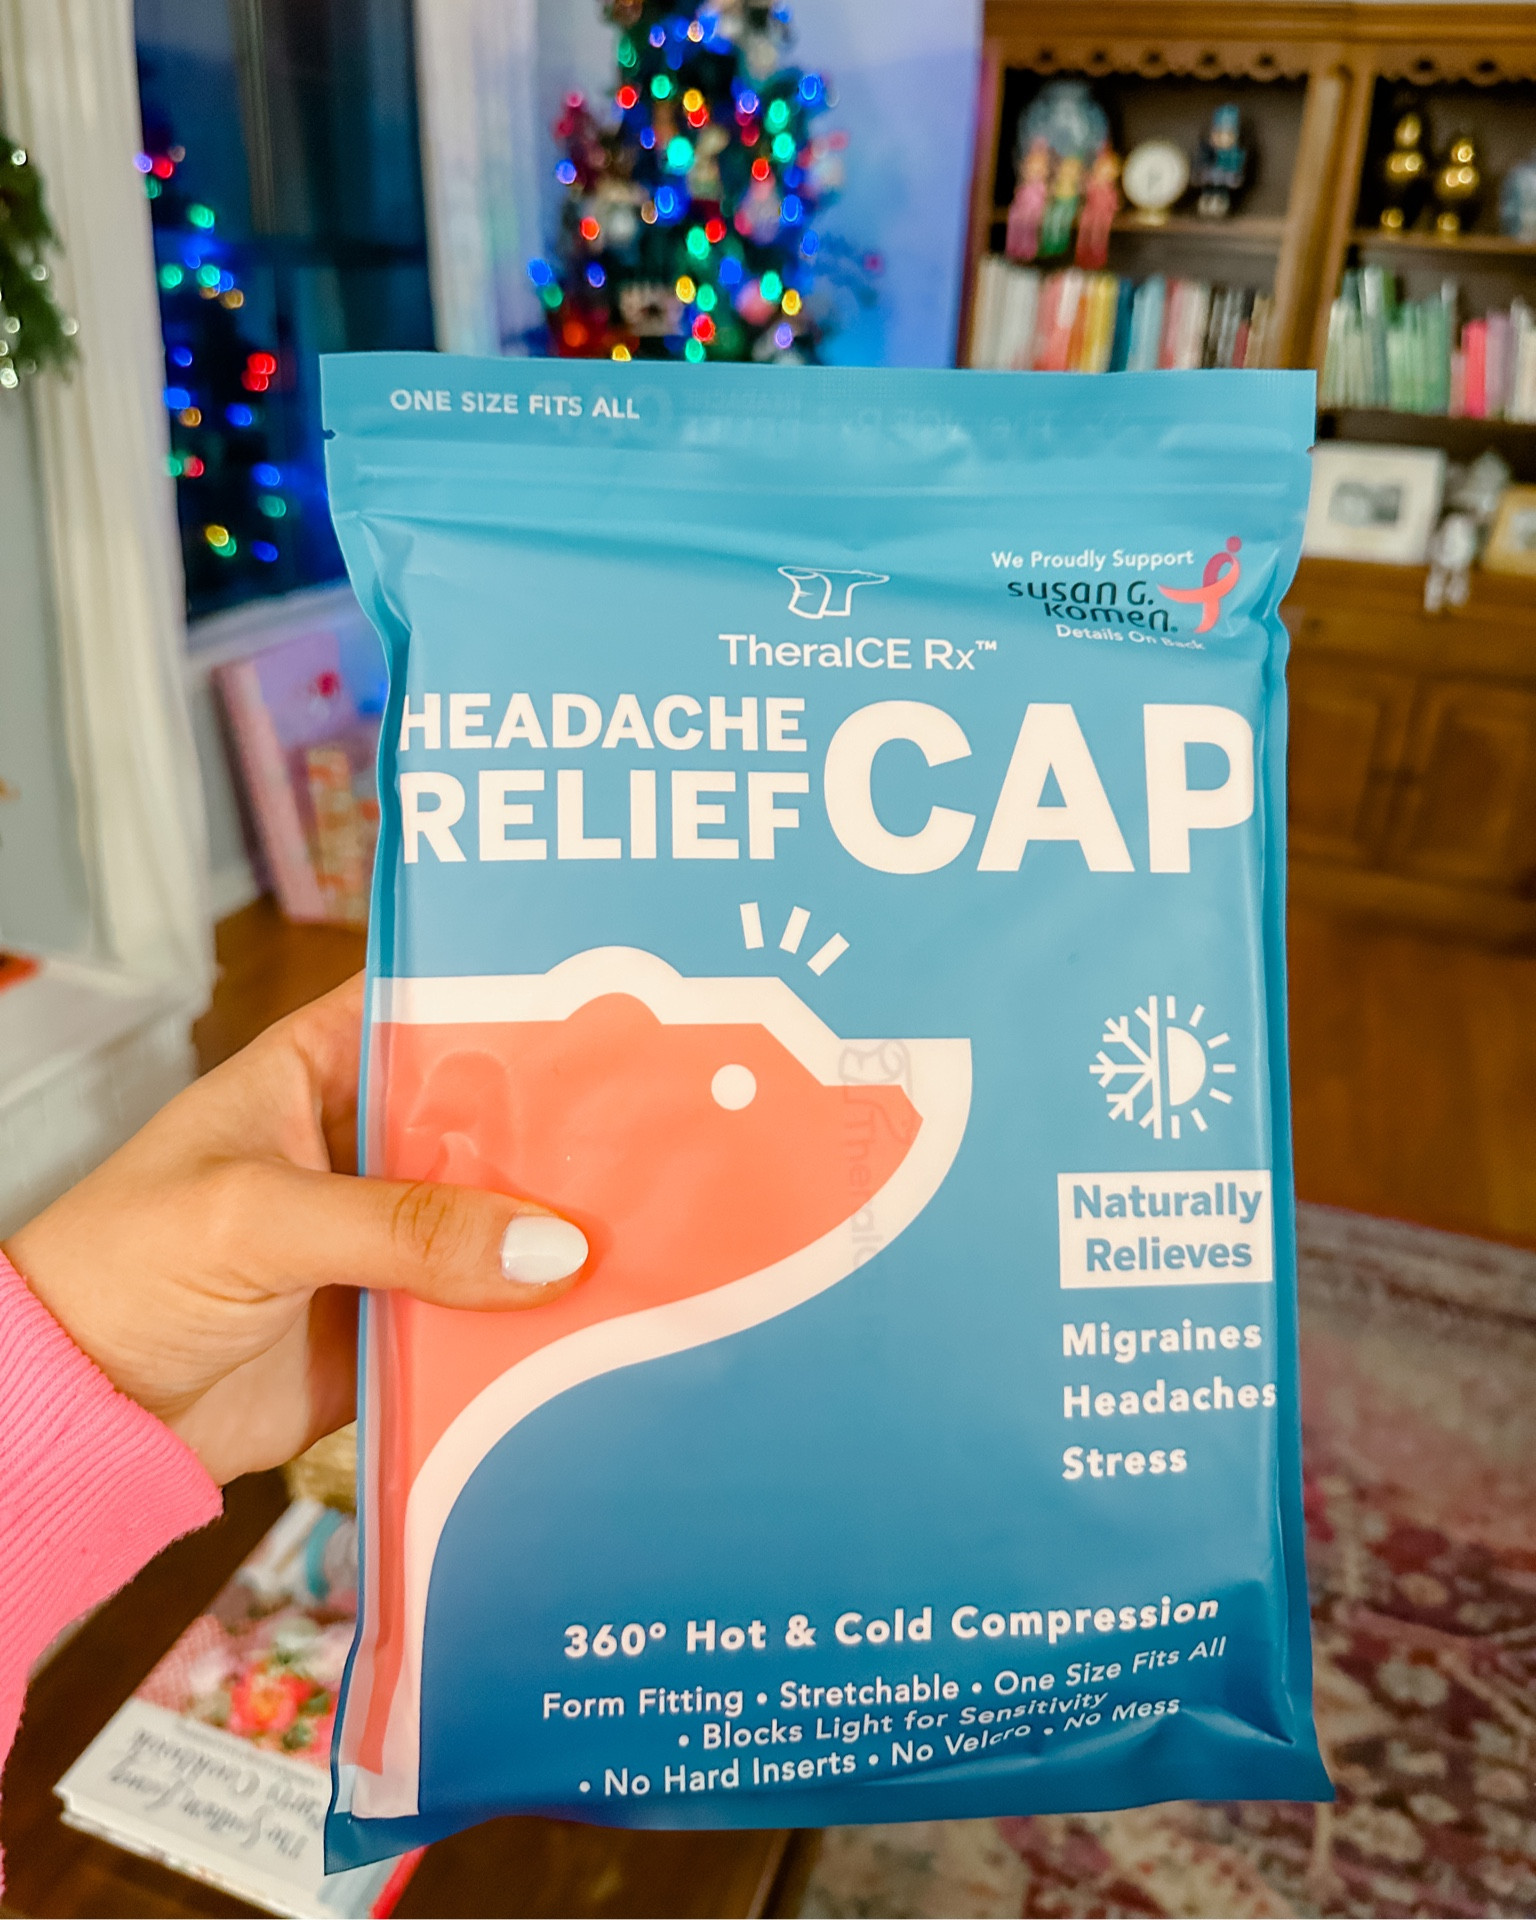 ONE SIZE FITS ALL
We Proudly Support
susan G.
komen®
Details On Back
TheraICE Rx™
HEADACHE
RELIEF
CAP
Naturally
Relieves
Migraines
Headaches
Stress
360° Hot & Cold Compression
Form Fitting • Stretchable • One Size Fits All
• Blocks Light for Sensitivity
• No Hard Inserts • No Velcro • No Mess